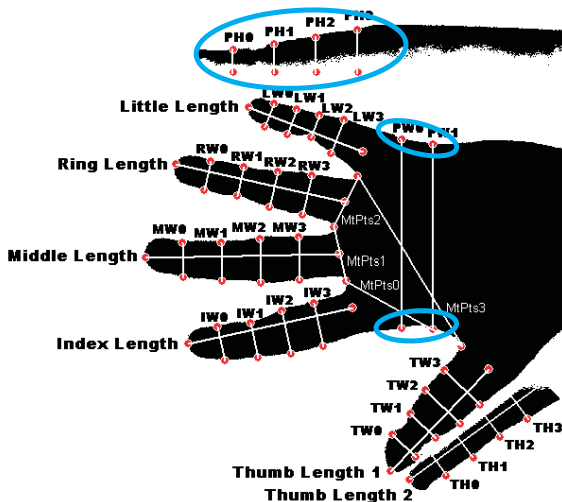 PH0 PH1 PH2 PH3
Little Length LW0 LW1 LW2 LW3 PW0 PW1
Ring Length RW0 RW1 RW2 RW3
MtPts2
Middle Length MW0 MW1 MW2 MW3
MtPts1
MtPts0
MtPts3
Index Length IW0 IW1 IW2 IW3
TW3
TW2
TW1
TW0
TH3
TH2
TH1
TH0
Thumb Length 1
Thumb Length 2